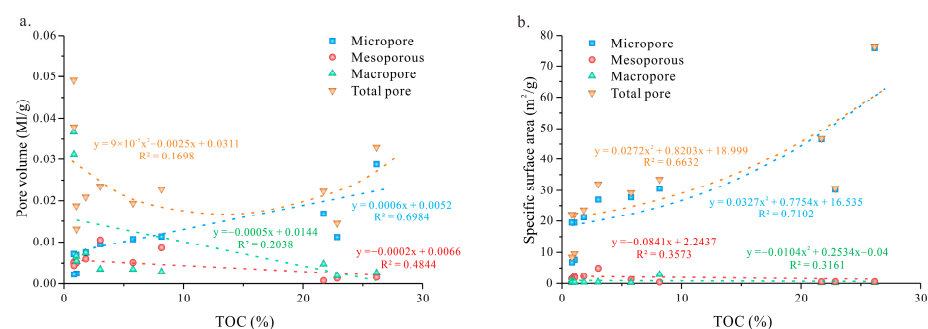 a.
0.06
0.05
0.04
0.03
0.02
0.01
0.00
Pore volume (Ml/g)
Micropore
Mesoporous
Macropore
Total pore
y = 9×10⁻⁵x²−0.0025x + 0.0311
R² = 0.1698
y = 0.0006x + 0.0052
R² = 0.6984
y = −0.0005x + 0.0144
R² = 0.2038
y = −0.0002x + 0.0066
R² = 0.4844
0
10
20
30
TOC (%)
b.
80
70
60
50
40
30
20
10
0
Specific surface area (m²/g)
Micropore
Mesoporous
Macropore
Total pore
y = 0.0272x² + 0.8203x + 18.999
R² = 0.6632
y = 0.0327x² + 0.7754x + 16.535
R² = 0.7102
y = −0.0841x + 2.2437
R² = 0.3573
y = −0.0104x² + 0.2534x−0.04
R² = 0.3161
0
10
20
30
TOC (%)